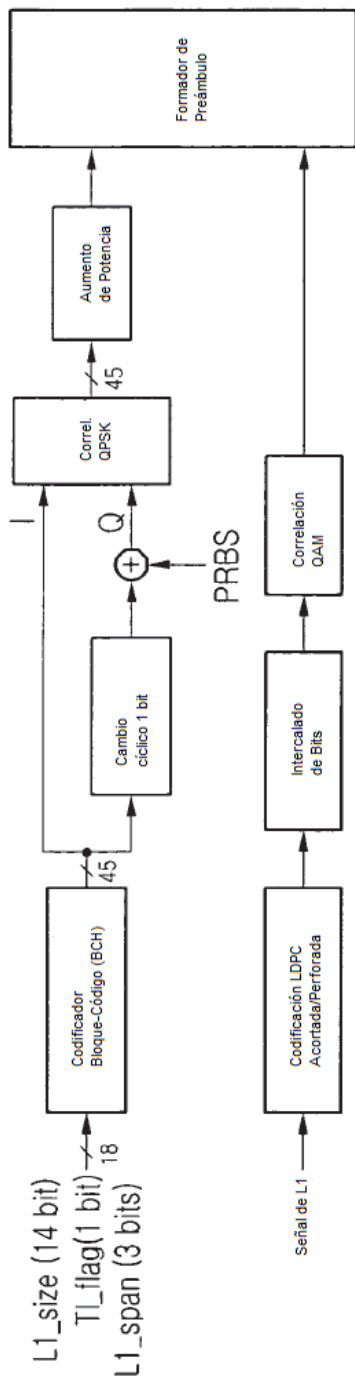 L1_size (14 bit)
TI_flag(1 bit)
L1_span (3 bits)
18
Codificador
Bloque-Código (BCH)
45
Cambio
cíclico 1 bit
I
Q
PRBS
Correl.
QPSK
45
Aumento
de Potencia
Formador de
Preámbulo
Señal de L1
Codificación LDPC
Acortada/Perforada
Intercalado
de Bits
Correlación
QAM